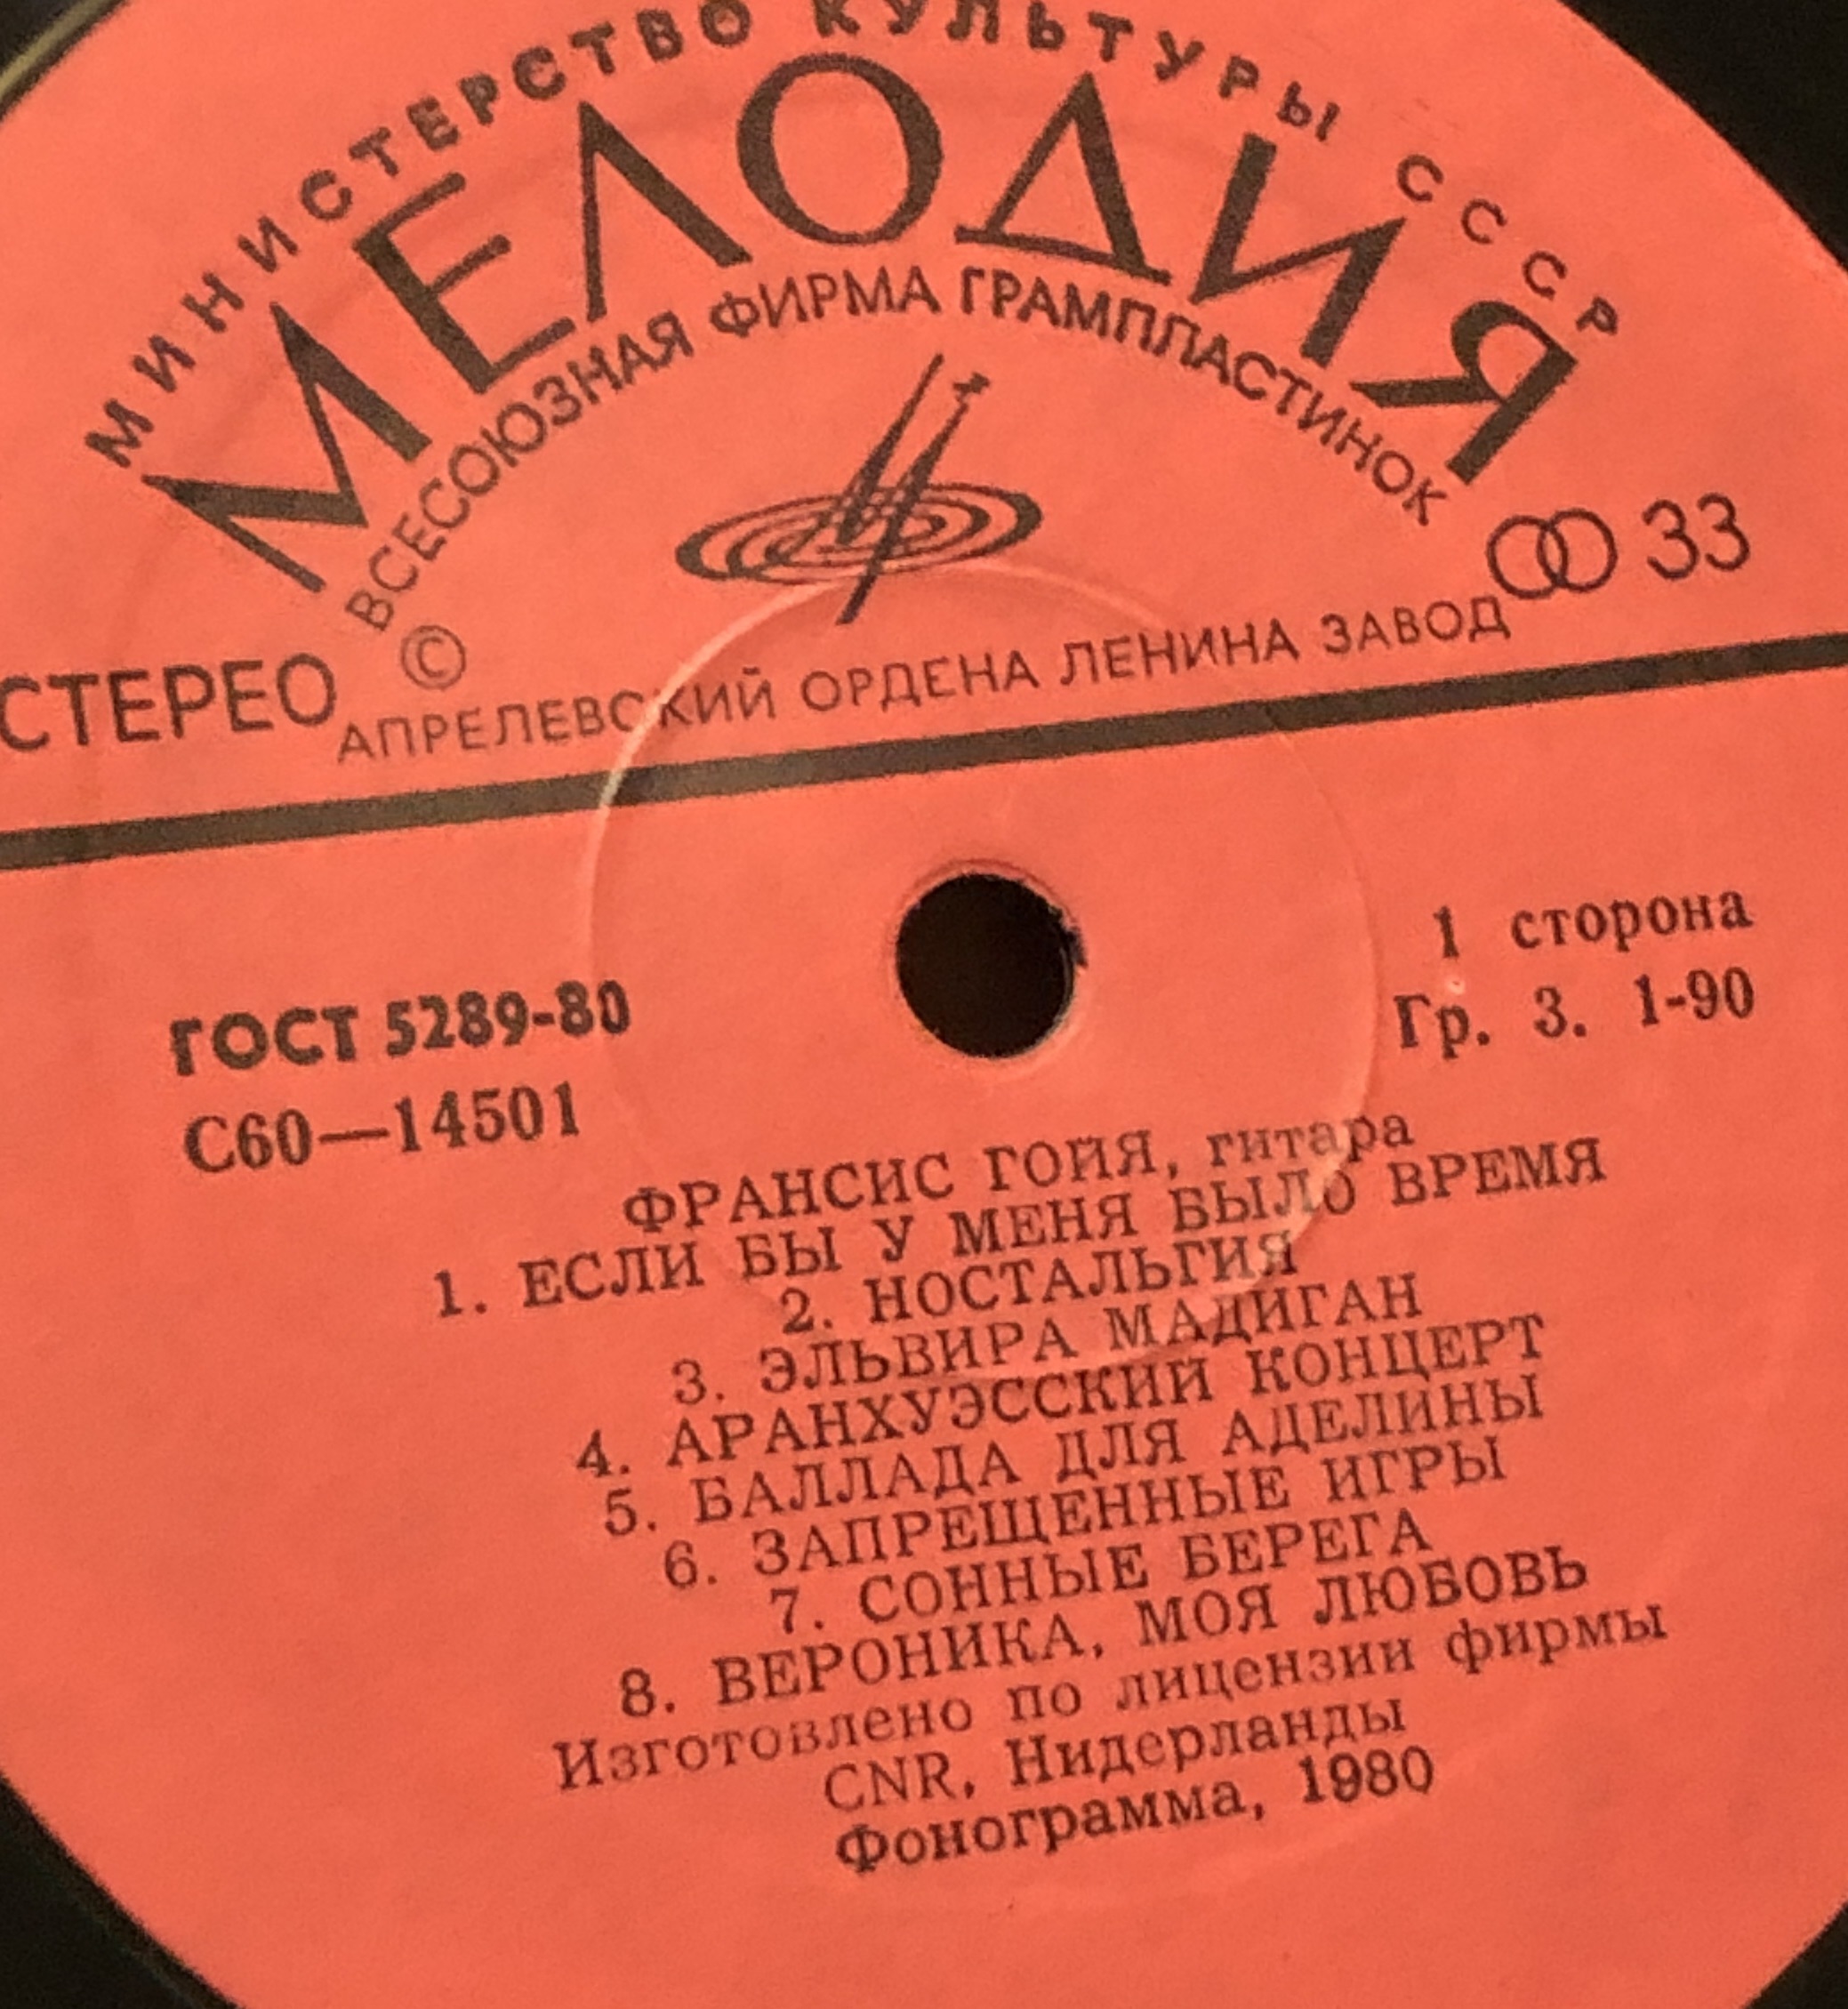 МИНИСТЕРСТВО КУЛЬТУРЫ СССР
МЕЛОДИЯ
ВСЕСОЮЗНАЯ ФИРМА ГРАМПЛАСТИНОК
33
СТЕРЕО ©
АПРЕЛЕВСКИЙ ОРДЕНА ЛЕНИНА ЗАВОД
1 сторона
ГОСТ 5289-80
Гр. 3. 1-90
С60—14501
ФРАНСИС ГОЙЯ, гитара
1. ЕСЛИ БЫ У МЕНЯ БЫЛО ВРЕМЯ
2. НОСТАЛЬГИЯ
3. ЭЛЬВИРА МАДИГАН
4. АРАНХУЭССКИЙ КОНЦЕРТ
5. БАЛЛАДА ДЛЯ АДЕЛИНЫ
6. ЗАПРЕЩЕННЫЕ ИГРЫ
7. СОННЫЕ БЕРЕГА
8. ВЕРОНИКА, МОЯ ЛЮБОВЬ
Изготовлено по лицензии фирмы
CNR, Нидерланды
Фонограмма, 1980